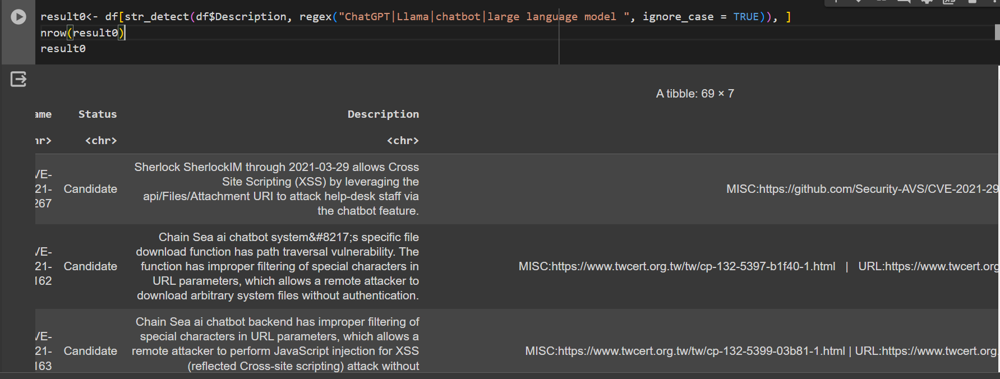 result0<- df[str_detect(df$Description, regex("ChatGPT|Llama|chatbot|large language model ", ignore_case = TRUE)), ]
nrow(result0)
result0
A tibble: 69 × 7
ame Status Description
hr> <chr> <chr>
Sherlock SherlockIM through 2021-03-29 allows Cross
Site Scripting (XSS) by leveraging the
api/Files/Attachment URI to attack help-desk staff via
the chatbot feature.
VE-
21-
267
Candidate
MISC:https://github.com/Security-AVS/CVE-2021-29
Chain Sea ai chatbot system&#8217;s specific file
download function has path traversal vulnerability. The
function has improper filtering of special characters in
URL parameters, which allows a remote attacker to
download arbitrary system files without authentication.
VE-
21-
162
Candidate
MISC:https://www.twcert.org.tw/tw/cp-132-5397-b1f40-1.html | URL:https://www.twcert.org
Chain Sea ai chatbot backend has improper filtering of
special characters in URL parameters, which allows a
remote attacker to perform JavaScript injection for XSS
(reflected Cross-site scripting) attack without
VE-
21-
163
Candidate
MISC:https://www.twcert.org.tw/tw/cp-132-5399-03b81-1.html | URL:https://www.twcert.org.